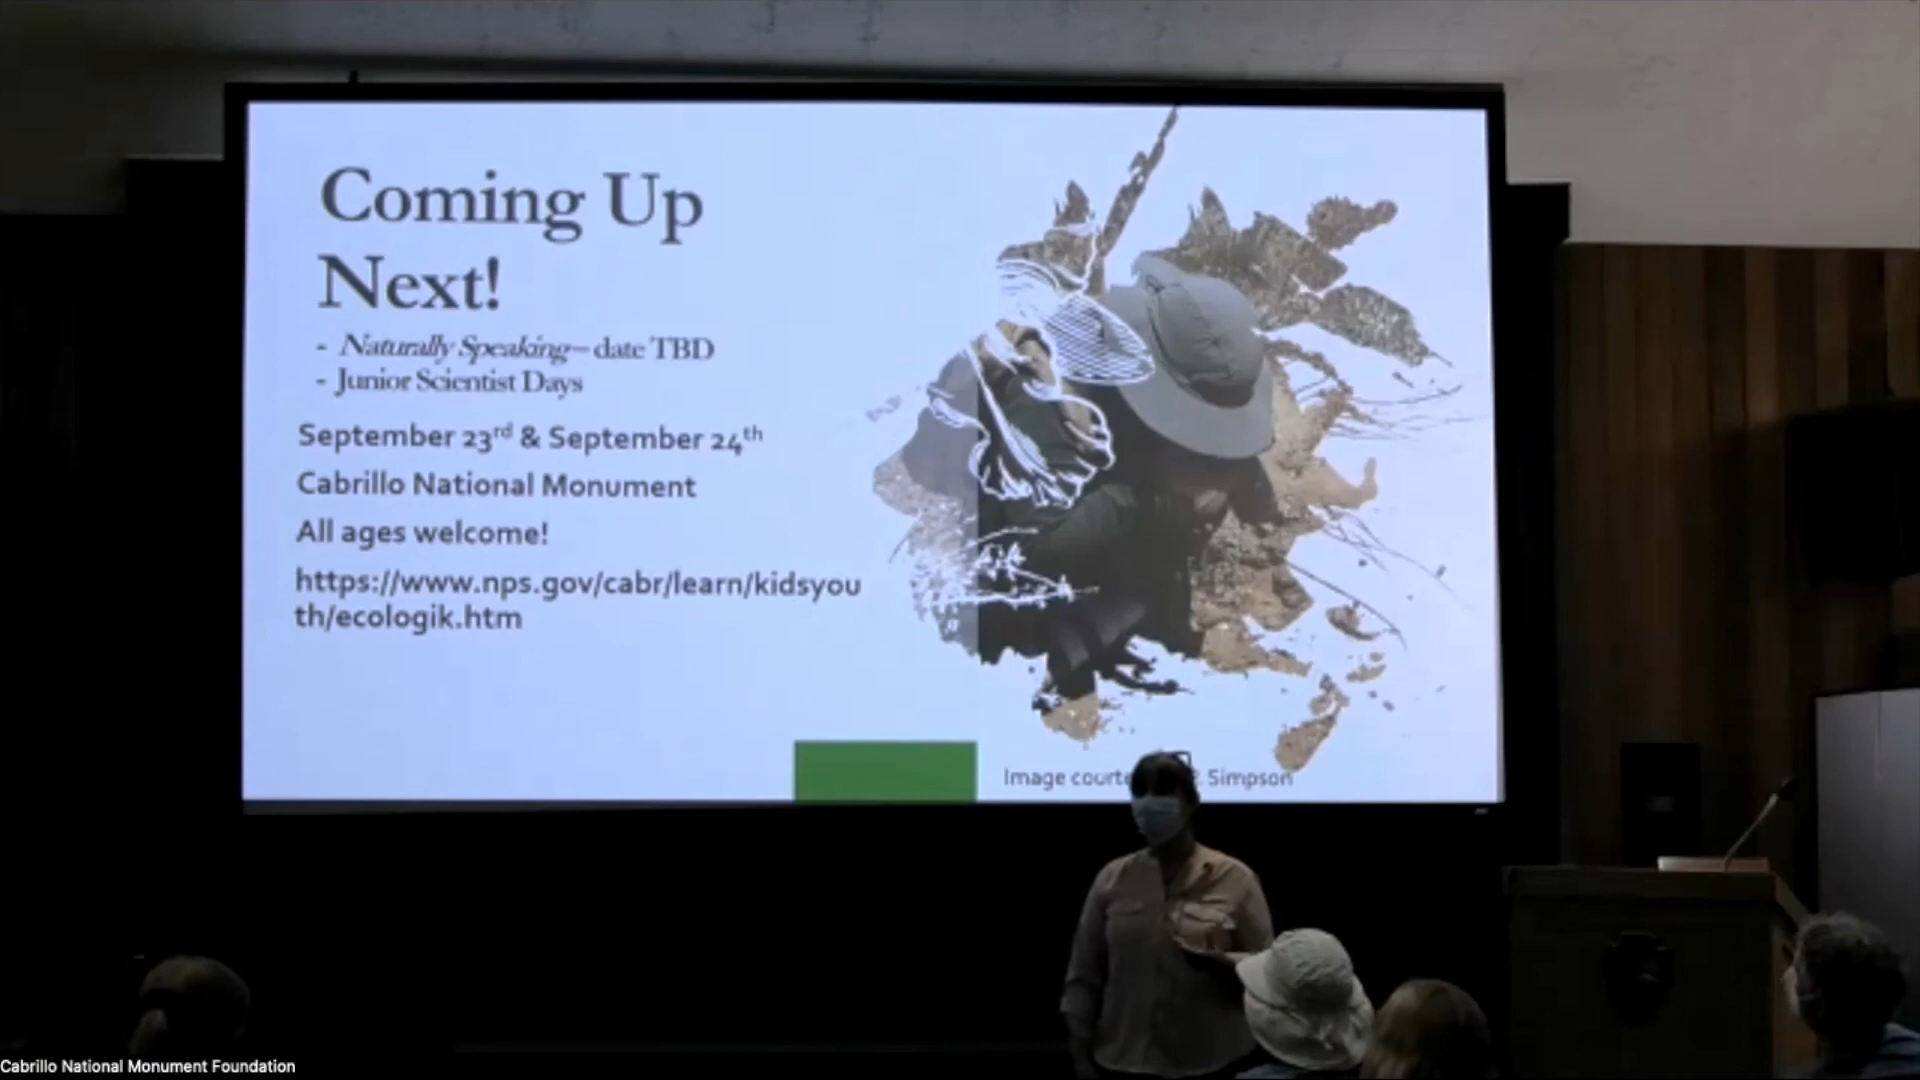 Coming Up
Next!
- Naturally Speaking – date TBD
- Junior Scientist Days
September 23rd & September 24th
Cabrillo National Monument
All ages welcome!
https://www.nps.gov/cabr/learn/kidsyou
th/ecologik.htm
Image Simpson
Cabrillo National Monument Foundation